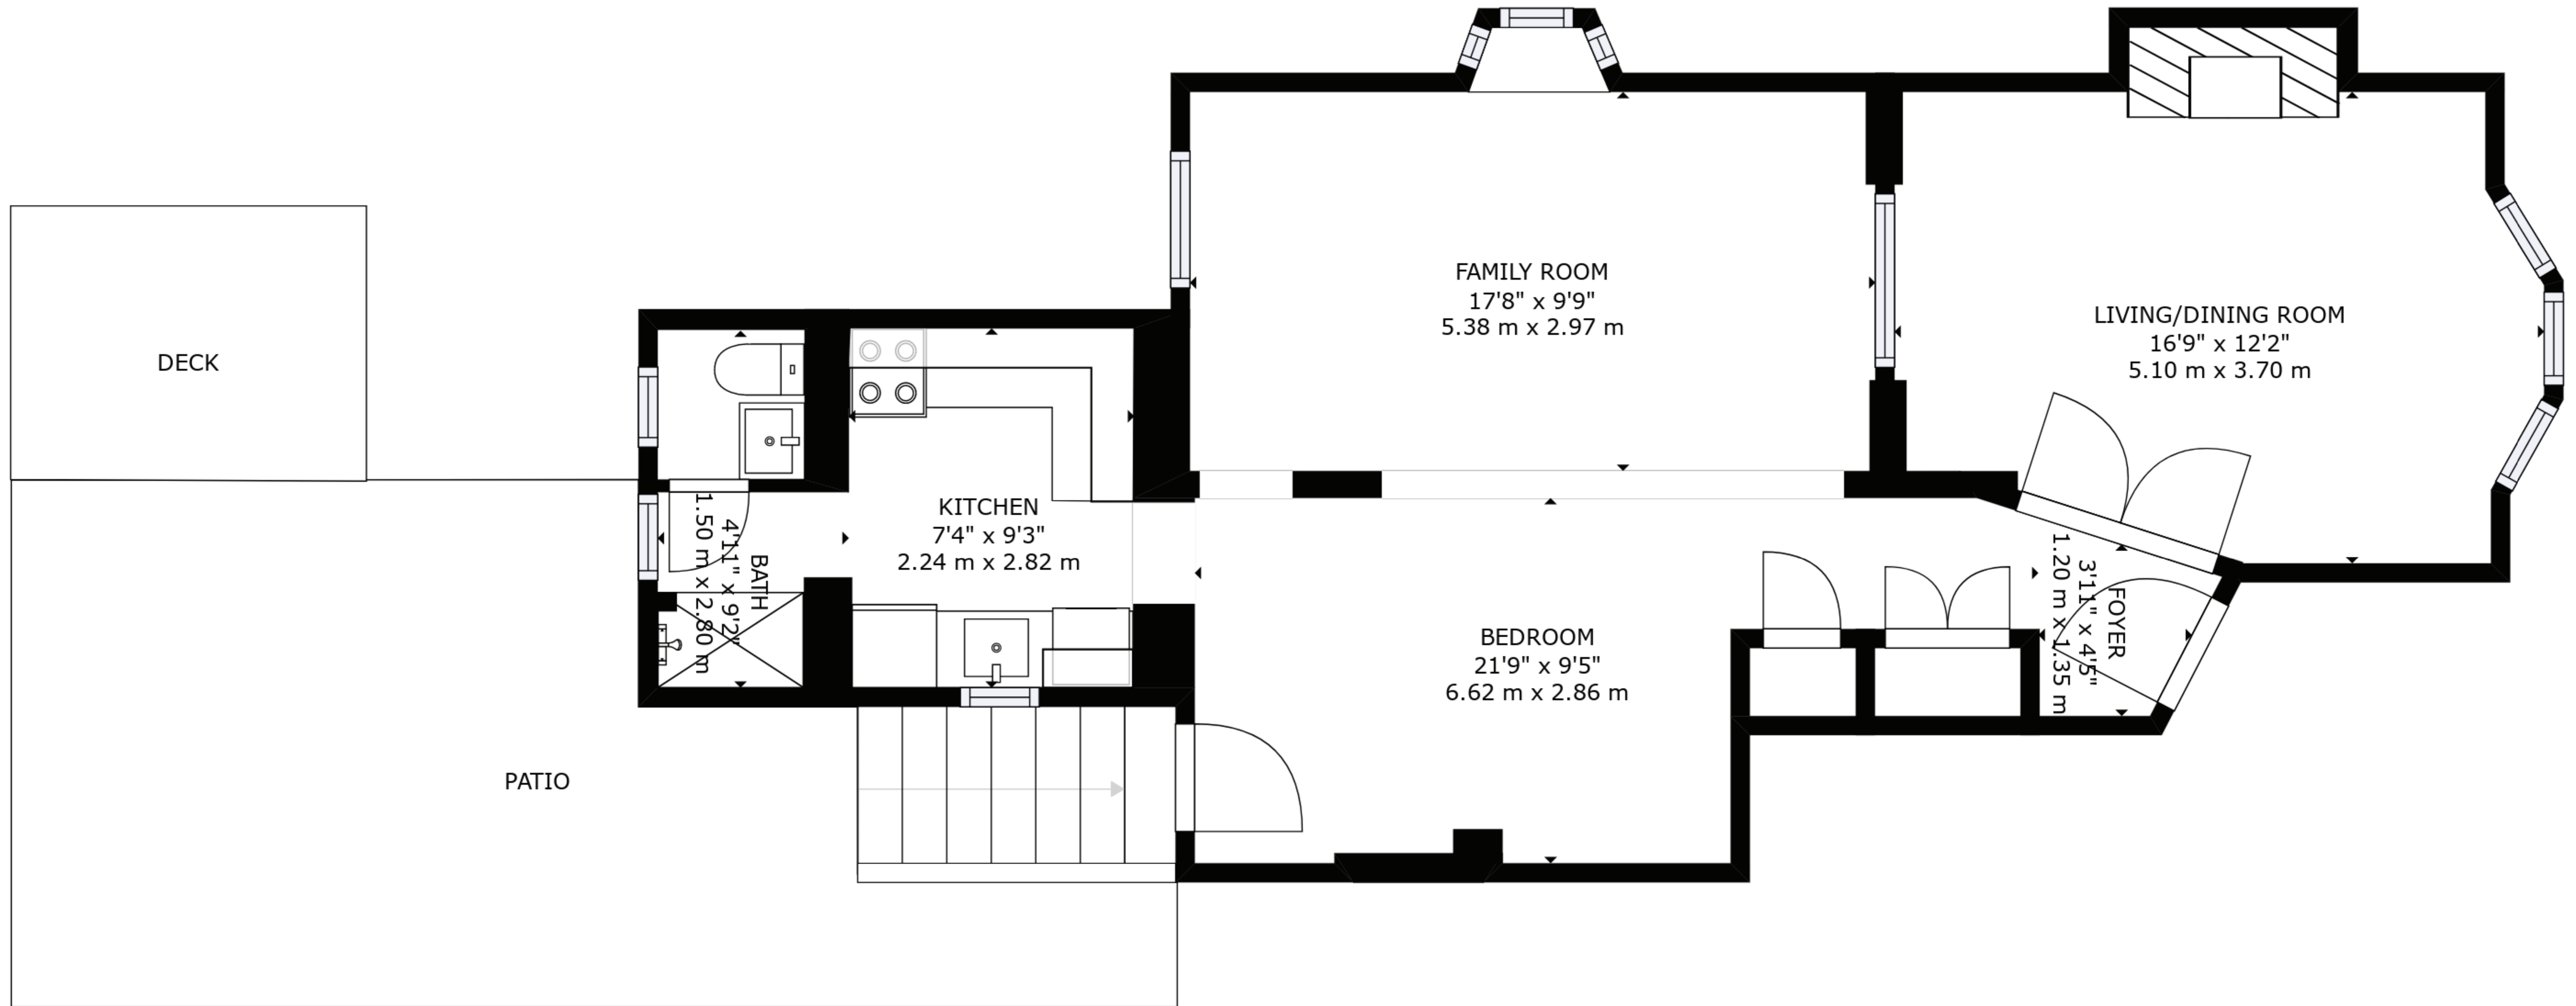 DECK
PATIO
BATH
4'11" x 9'2"
1.50 m x 2.80 m
KITCHEN
7'4" x 9'3"
2.24 m x 2.82 m
FAMILY ROOM
17'8" x 9'9"
5.38 m x 2.97 m
BEDROOM
21'9" x 9'5"
6.62 m x 2.86 m
LIVING/DINING ROOM
16'9" x 12'2"
5.10 m x 3.70 m
FOYER
3'11" x 4'5"
1.20 m x 1.35 m